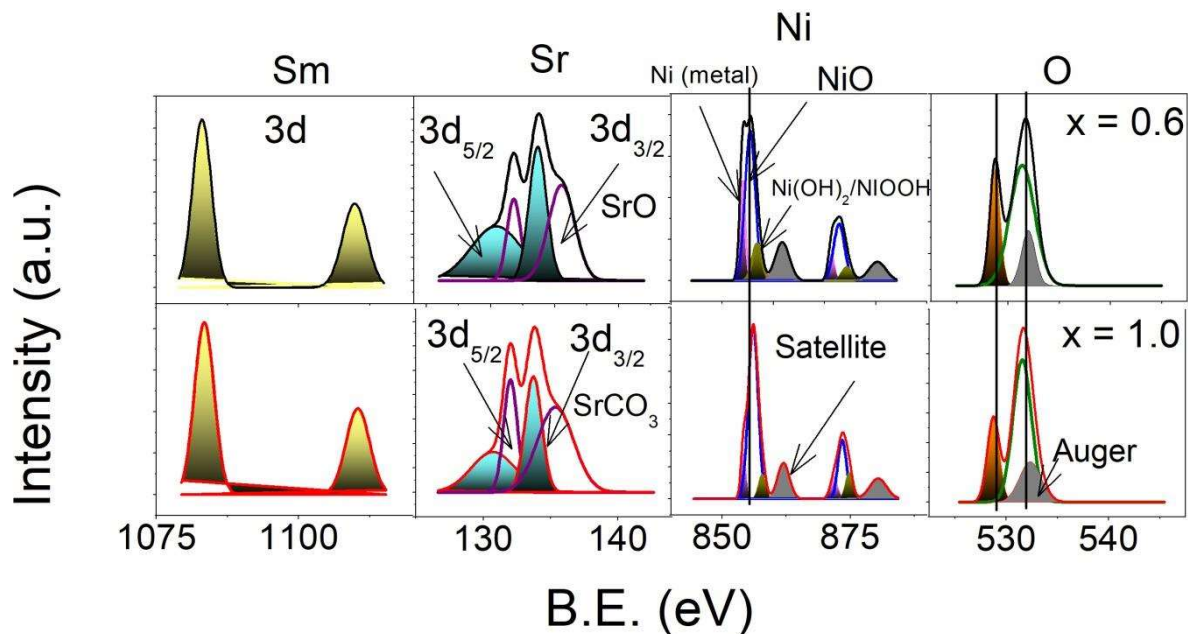 Sm
Sr
Ni
O
3d
3d5/2
3d3/2
SrO
Ni (metal)
NiO
Ni(OH)2/NIOOH
x = 0.6
3d5/2
3d3/2
SrCO3
Satellite
x = 1.0
Auger
Intensity (a.u.)
1075
1100
130
140
850
875
530
540
B.E. (eV)